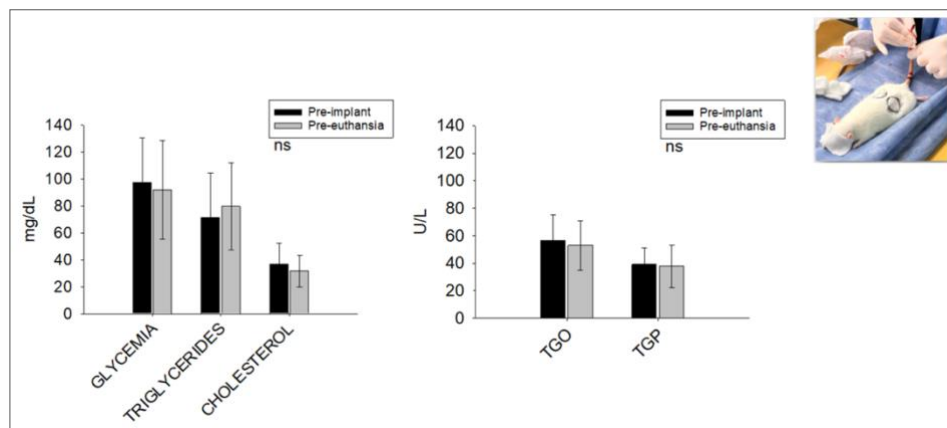 Pre-implant
Pre-euthansia
ns
140
120
100
80
60
40
20
0
mg/dL
GLYCEMIA
TRIGLYCERIDES
CHOLESTEROL
Pre-implant
Pre-euthansia
ns
140
120
100
80
60
40
20
0
U/L
TGO
TGP